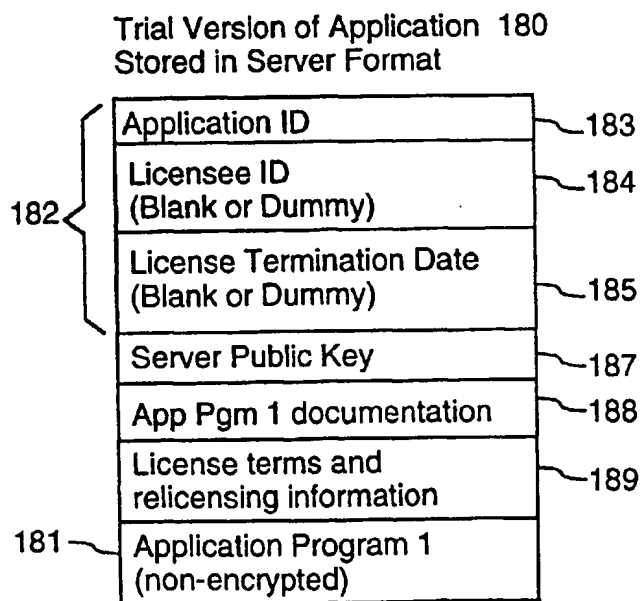 Trial Version of Application 180
Stored in Server Format
Application ID
183
Licensee ID
(Blank or Dummy)
184
182
License Termination Date
(Blank or Dummy)
185
Server Public Key
187
App Pgm 1 documentation
188
License terms and
relicensing information
189
181
Application Program 1
(non-encrypted)